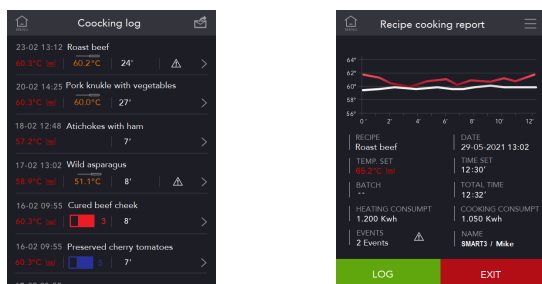 Coocking log
MENU
23-02 13:12 Roast beef
60.3°C 60.2°C 24'
20-02 14:25 Pork knukle with vegetables
60.3°C 60.0°C 27'
18-02 12:48 Atichokes with ham
57.2°C 7'
17-02 13:02 Wild asparagus
58.9°C 51.1°C 8'
16-02 09:55 Cured beef cheek
60.3°C 3 8'
16-02 09:55 Preserved cherry tomatoes
60.3°C 8 7'
Recipe cooking report
MENU
64°
62°
60°
58°
56°
0' 2' 4' 6' 8' 10' 12'
RECIPE DATE
Roast beef 29-05-2021 13:02
TEMP. SET TIME SET
65.2°C 12:30'
BATCH TOTAL TIME
-- 12:32'
HEATING CONSUMPT COOKING CONSUMPT
1.200 Kwh 1.050 Kwh
EVENTS NAME
2 Events SMART3 / Mike
LOG EXIT